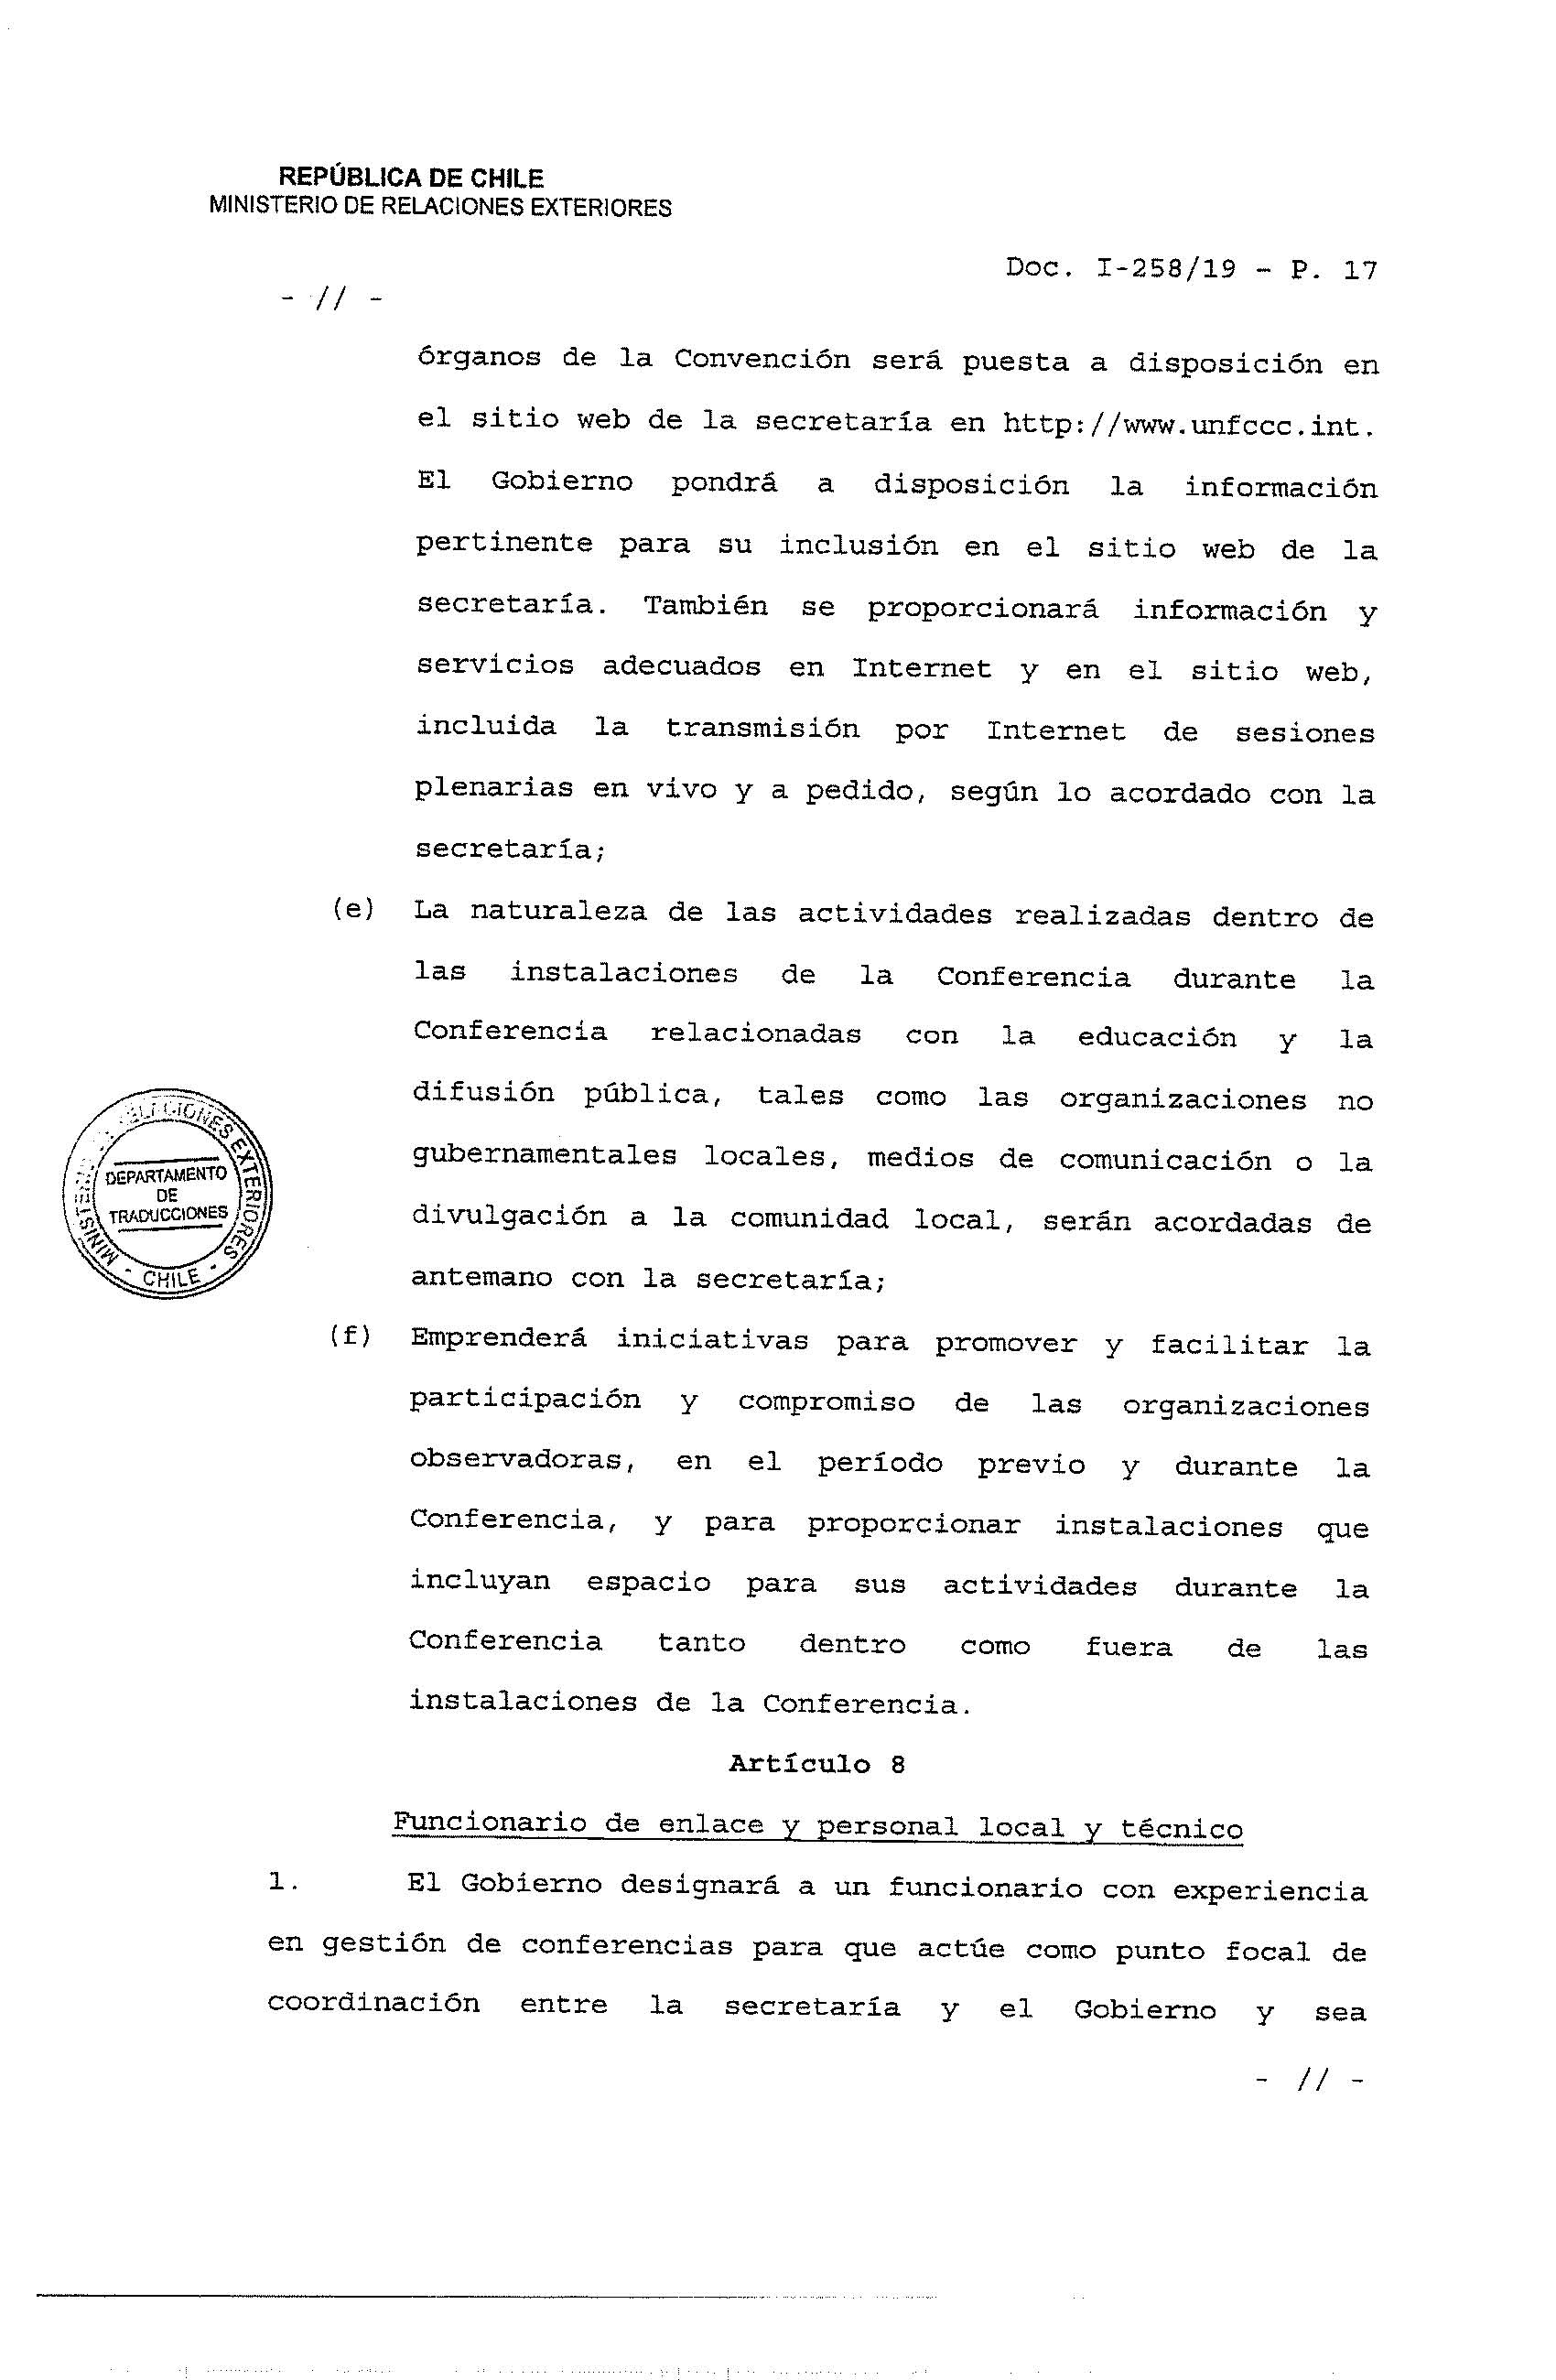 REPÚBLICA DE CHILE
MINISTERIO DE RELACIONES EXTERIORES
Doc. I-258/19 - P. 17
- // -
órganos de la Convención será puesta a disposición en
el sitio web de la secretaría en http://www.unfccc.int.
El Gobierno pondrá a disposición la información
pertinente para su inclusión en el sitio web de la
secretaría. También se proporcionará información y
servicios adecuados en Internet y en el sitio web,
incluida la transmisión por Internet de sesiones
plenarias en vivo y a pedido, según lo acordado con la
secretaría;
(e) La naturaleza de las actividades realizadas dentro de
las instalaciones de la Conferencia durante la
Conferencia relacionadas con la educación y la
difusión pública, tales como las organizaciones no
gubernamentales locales, medios de comunicación o la
divulgación a la comunidad local, serán acordadas de
antemano con la secretaría;
(f) Emprenderá iniciativas para promover y facilitar la
participación y compromiso de las organizaciones
observadoras, en el período previo y durante la
Conferencia, y para proporcionar instalaciones que
incluyan espacio para sus actividades durante la
Conferencia tanto dentro como fuera de las
instalaciones de la Conferencia.
Artículo 8
Funcionario de enlace y personal local y técnico
1. El Gobierno designará a un funcionario con experiencia
en gestión de conferencias para que actúe como punto focal de
coordinación entre la secretaría y el Gobierno y sea
- // -
DEPARTAMENTO
DE
TRADUCCIONES
EXTERIORES
- CHILE -